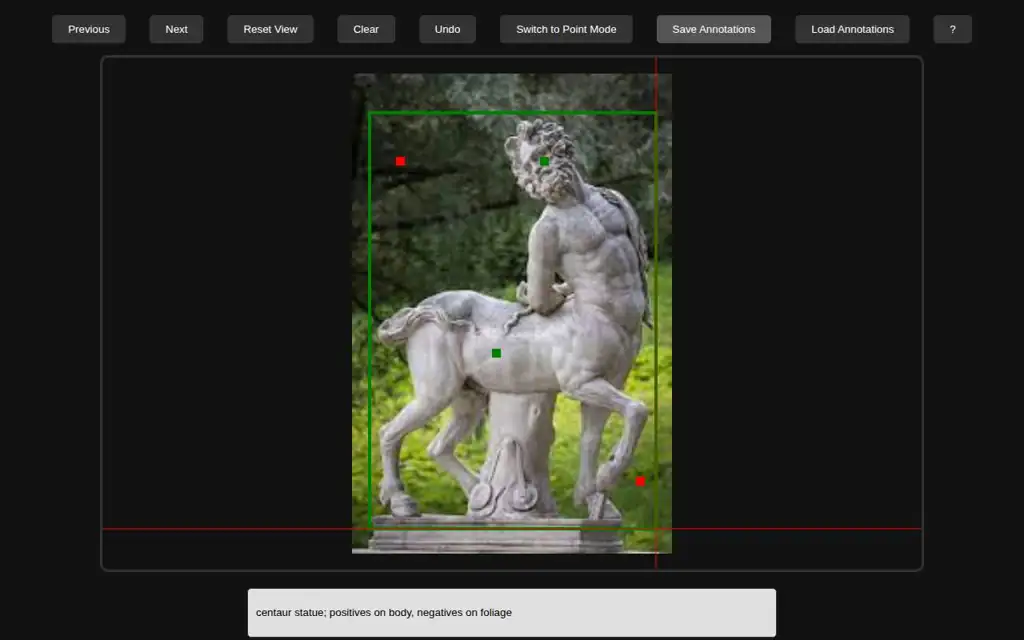 Previous
Next
Reset View
Clear
Undo
Switch to Point Mode
Save Annotations
Load Annotations
?
centaur statue; positives on body, negatives on foliage